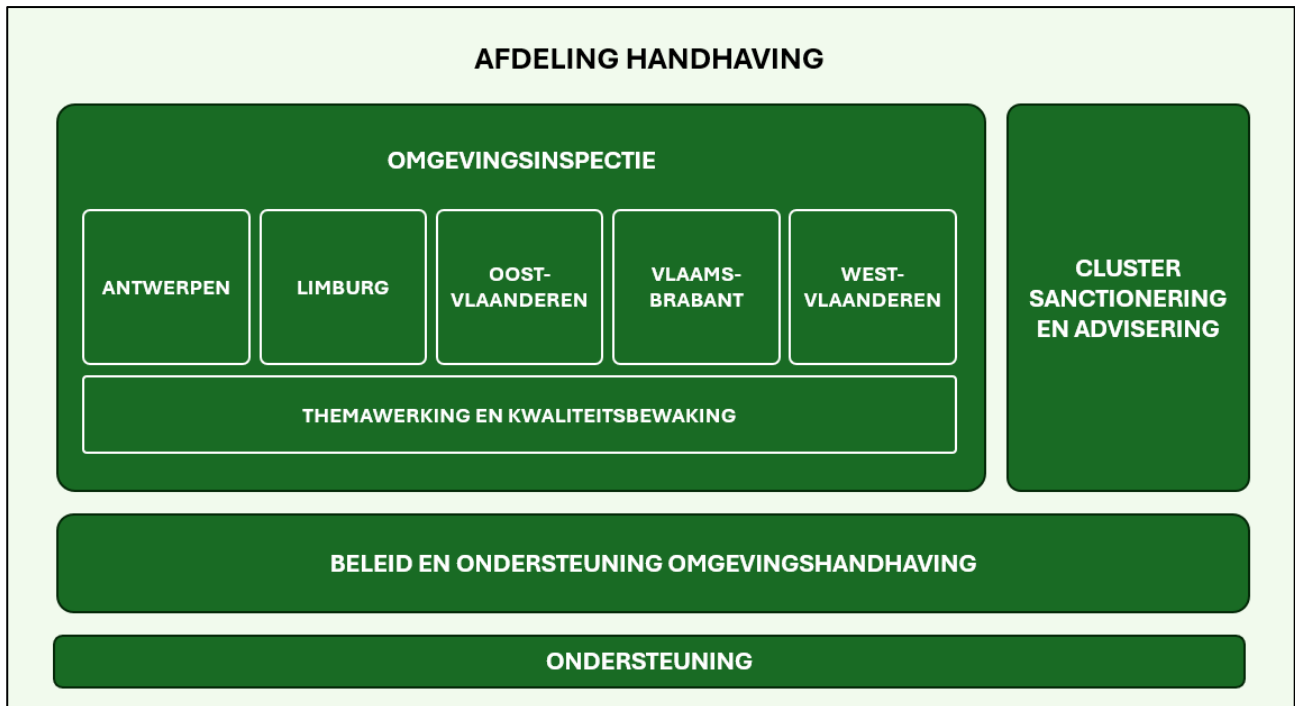 AFDELING HANDHAVING
OMGEVINGSINSPECTIE
ANTWERPEN
LIMBURG
OOST-
VLAANDEREN
VLAAMS-
BRABANT
WEST-
VLAANDEREN
THEMAWERKING EN KWALITEITSBEWAKING
CLUSTER
SANCTIONERING
EN ADVISERING
BELEID EN ONDERSTEUNING OMGEVINGSHANDHAVING
ONDERSTEUNING